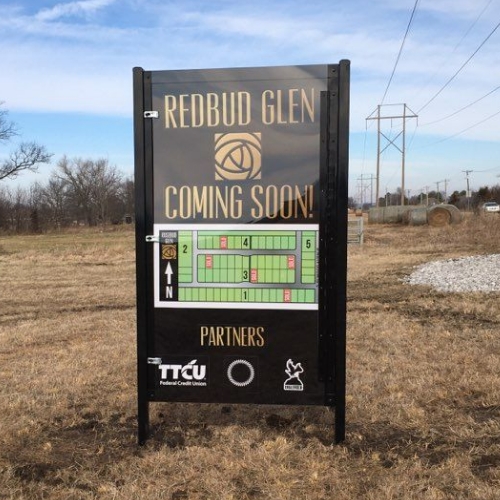 REDBUD GLEN
COMING SOON!
2
4
5
3
1
N
PARTNERS
TTCU
Federal Credit Union